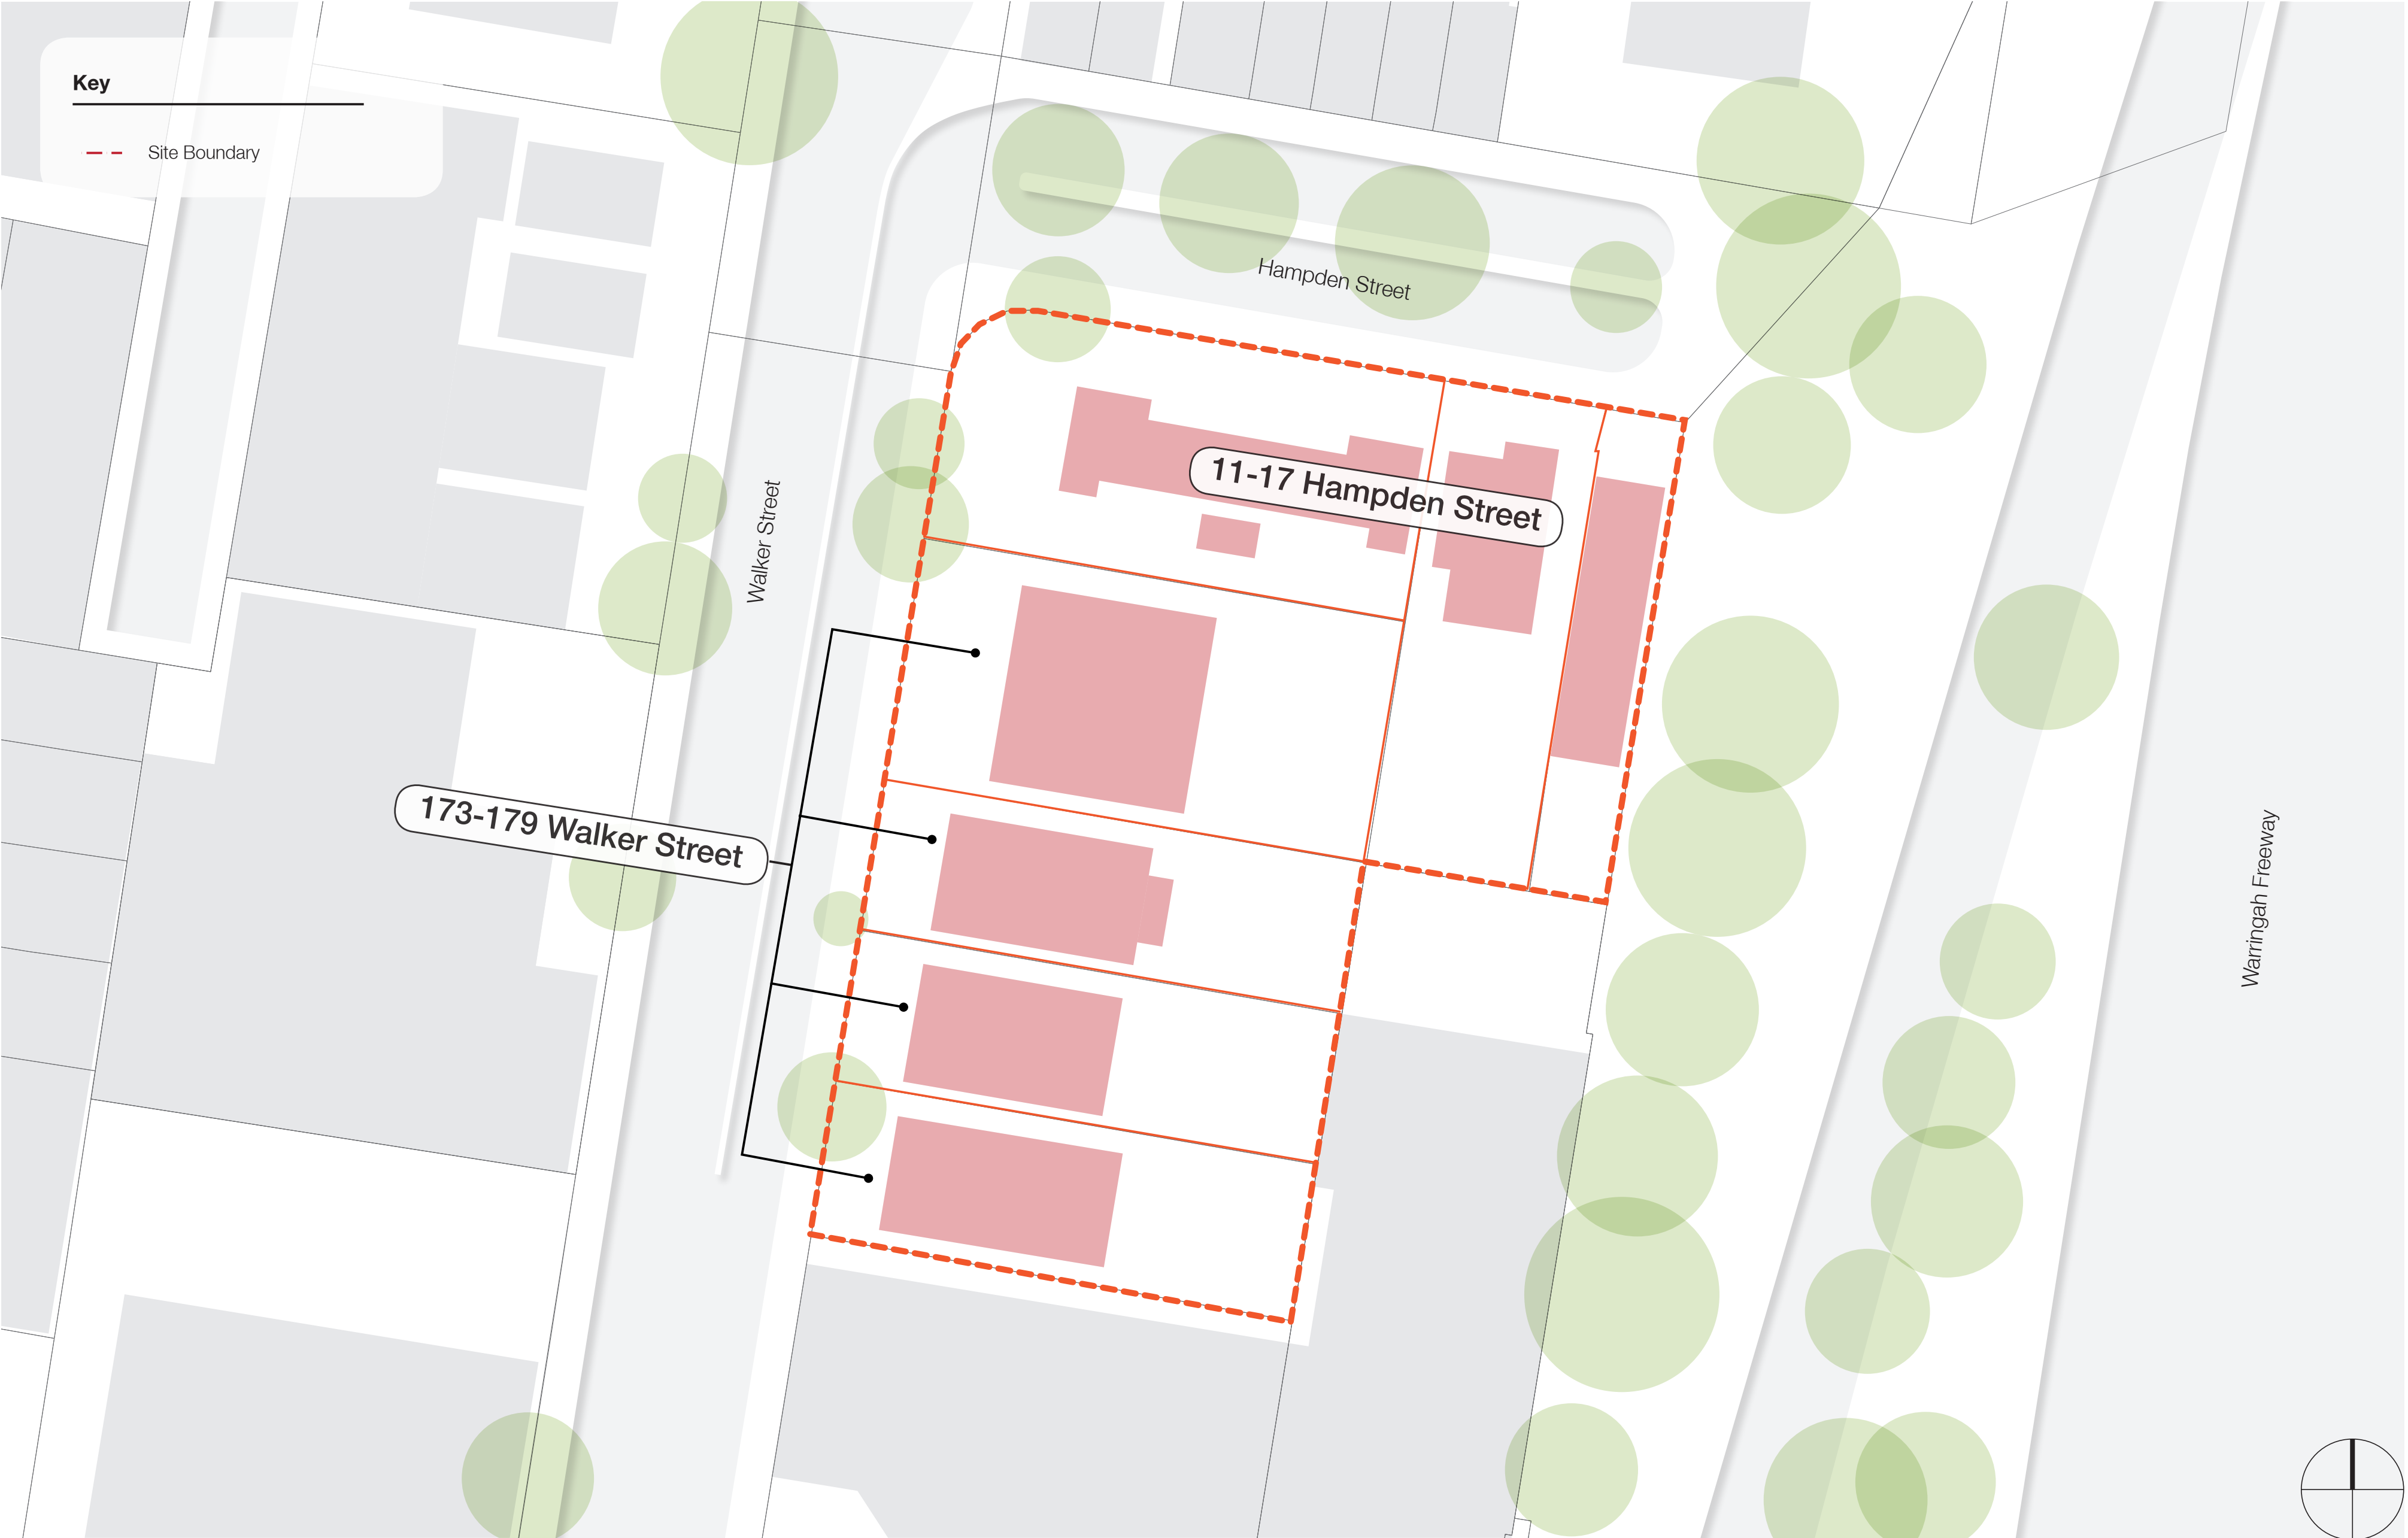 Key
Site Boundary
Hampden Street
11-17 Hampden Street
Walker Street
173-179 Walker Street
Warringah Freeway